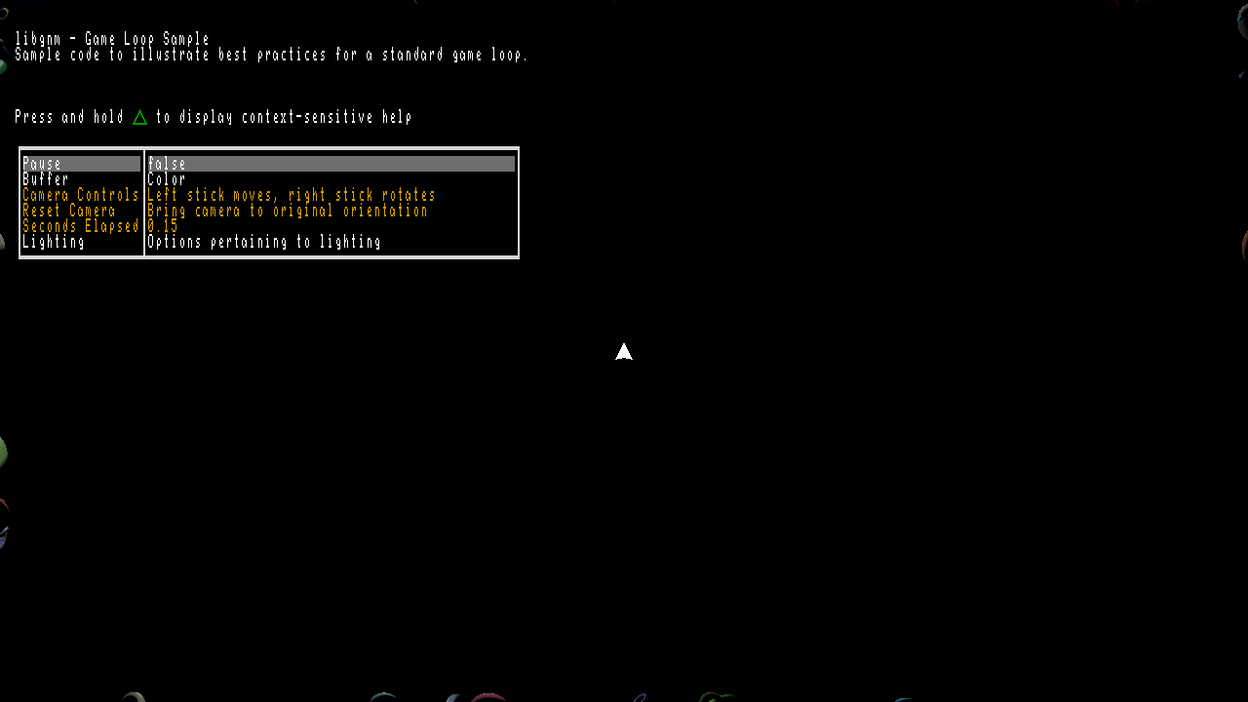 libgnm - Game Loop Sample
Sample code to illustrate best practices for a standard game loop.
Press and hold △ to display context-sensitive help
Pause false
Buffer Color
Camera Controls Left stick moves, right stick rotates
Reset Camera Bring camera to original orientation
Seconds Elapsed 0.15
Lighting Options pertaining to lighting